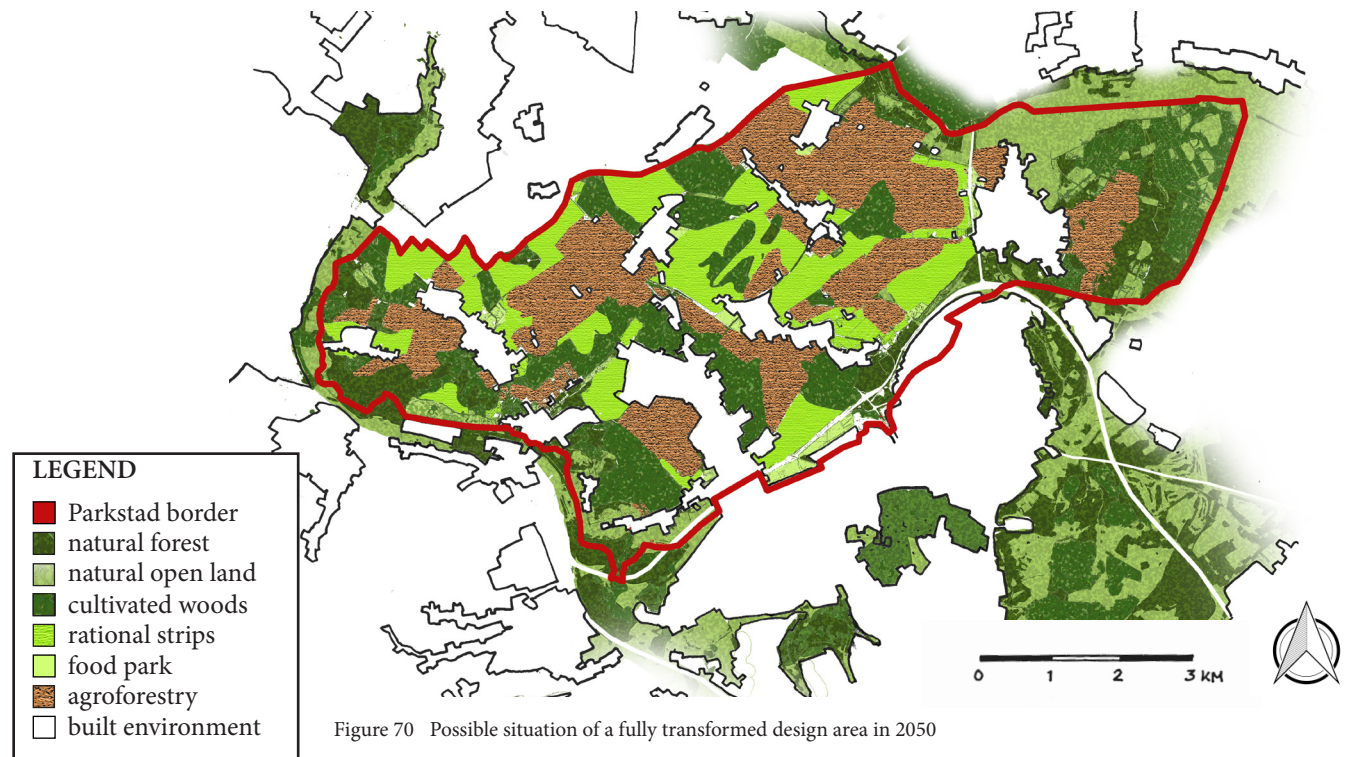 LEGEND
Parkstad border
natural forest
natural open land
cultivated woods
rational strips
food park
agroforestry
built environment
0 1 2 3 KM
Figure 70 Possible situation of a fully transformed design area in 2050